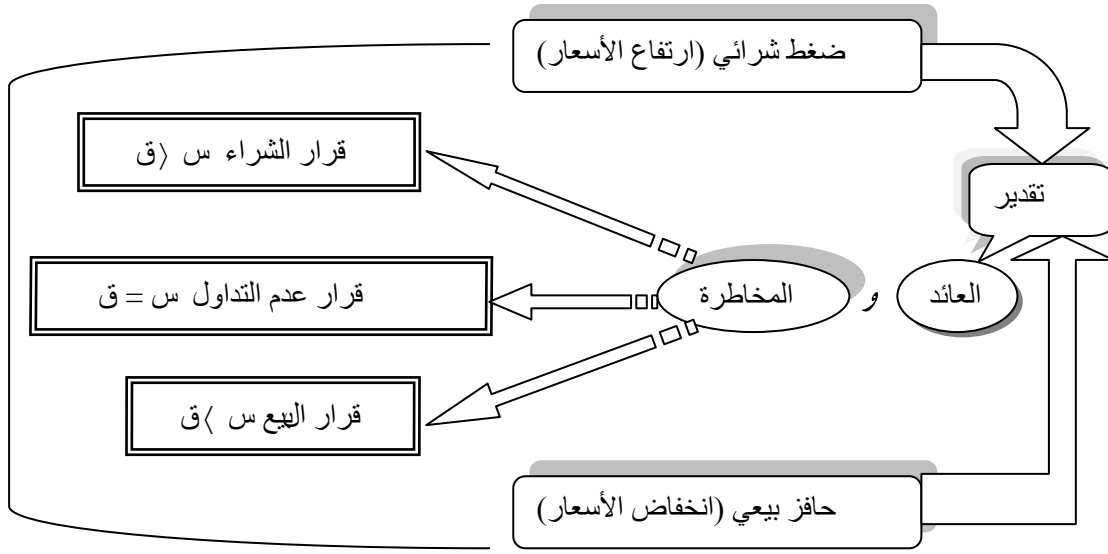 ضغط شرائي (ارتفاع الأسعار)
قرار الشراء س ⟨ق
تقدير
العائد
و
المخاطرة
قرار عدم التداول س = ق
قرار البيع س ⟩ق
حافز بيعي (انخفاض الأسعار)